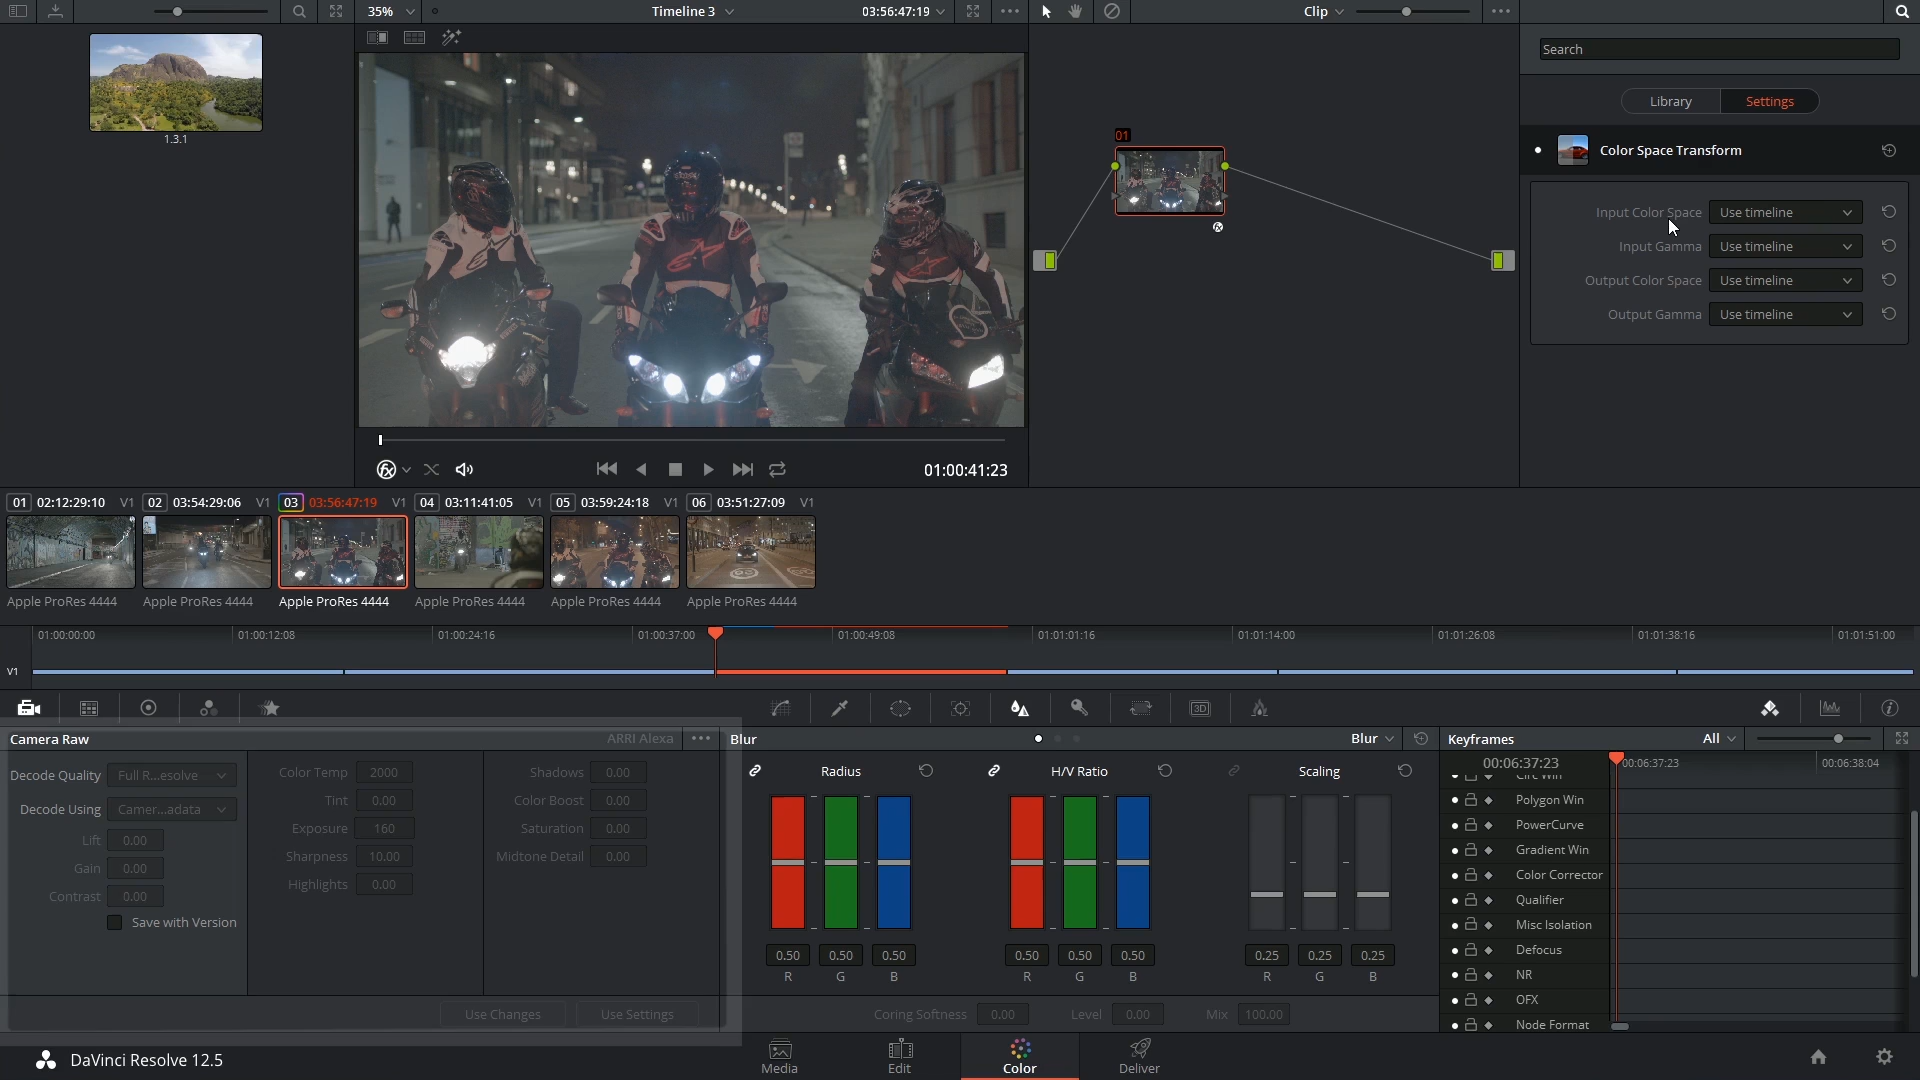 35%
Timeline 3
03:56:47:19
Clip
Search
1.3.1
Library
Settings
01
Color Space Transform
Input Color Space
Use timeline
Input Gamma
Use timeline
Output Color Space
Use timeline
Output Gamma
Use timeline
01:00:41:23
01 02:12:29:10 V1
02 03:54:29:06 V1
03 03:56:47:19 V1
04 03:11:41:05 V1
05 03:59:24:18 V1
06 03:51:27:09 V1
Apple ProRes 4444
Apple ProRes 4444
Apple ProRes 4444
Apple ProRes 4444
Apple ProRes 4444
Apple ProRes 4444
01:00:00:00
01:00:12:08
01:00:24:16
01:00:37:00
01:00:49:08
01:01:01:16
01:01:14:00
01:01:26:08
01:01:38:16
01:01:51:00
V1
3D
Camera Raw
ARRI Alexa
Decode Quality
Full R...esolve
Decode Using
Camer...adata
Lift
0.00
Gain
0.00
Contrast
0.00
Save with Version
Color Temp
2000
Tint
0.00
Exposure
160
Sharpness
10.00
Highlights
0.00
Shadows
0.00
Color Boost
0.00
Saturation
0.00
Midtone Detail
0.00
Use Changes
Use Settings
Blur
Blur
Radius
H/V Ratio
Scaling
0.50 0.50 0.50
R G B
0.50 0.50 0.50
R G B
0.25 0.25 0.25
R G B
Coring Softness
0.00
Level
0.00
Mix
100.00
Keyframes
All
00:06:37:23
00:06:37:23
00:06:38:04
Circ Win
Polygon Win
PowerCurve
Gradient Win
Color Corrector
Qualifier
Misc Isolation
Defocus
NR
OFX
Node Format
DaVinci Resolve 12.5
Media
Edit
Color
Deliver